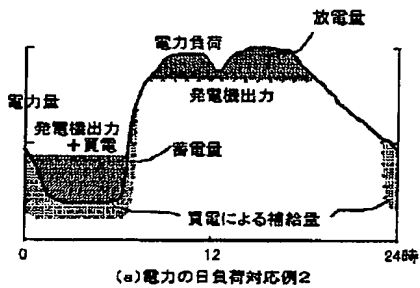 放電量
電力負荷
電力量
発電機出力
発電機出力
+買電
蓄電量
買電による補給量
0
12
24時
(a)電力の日負荷対応例2